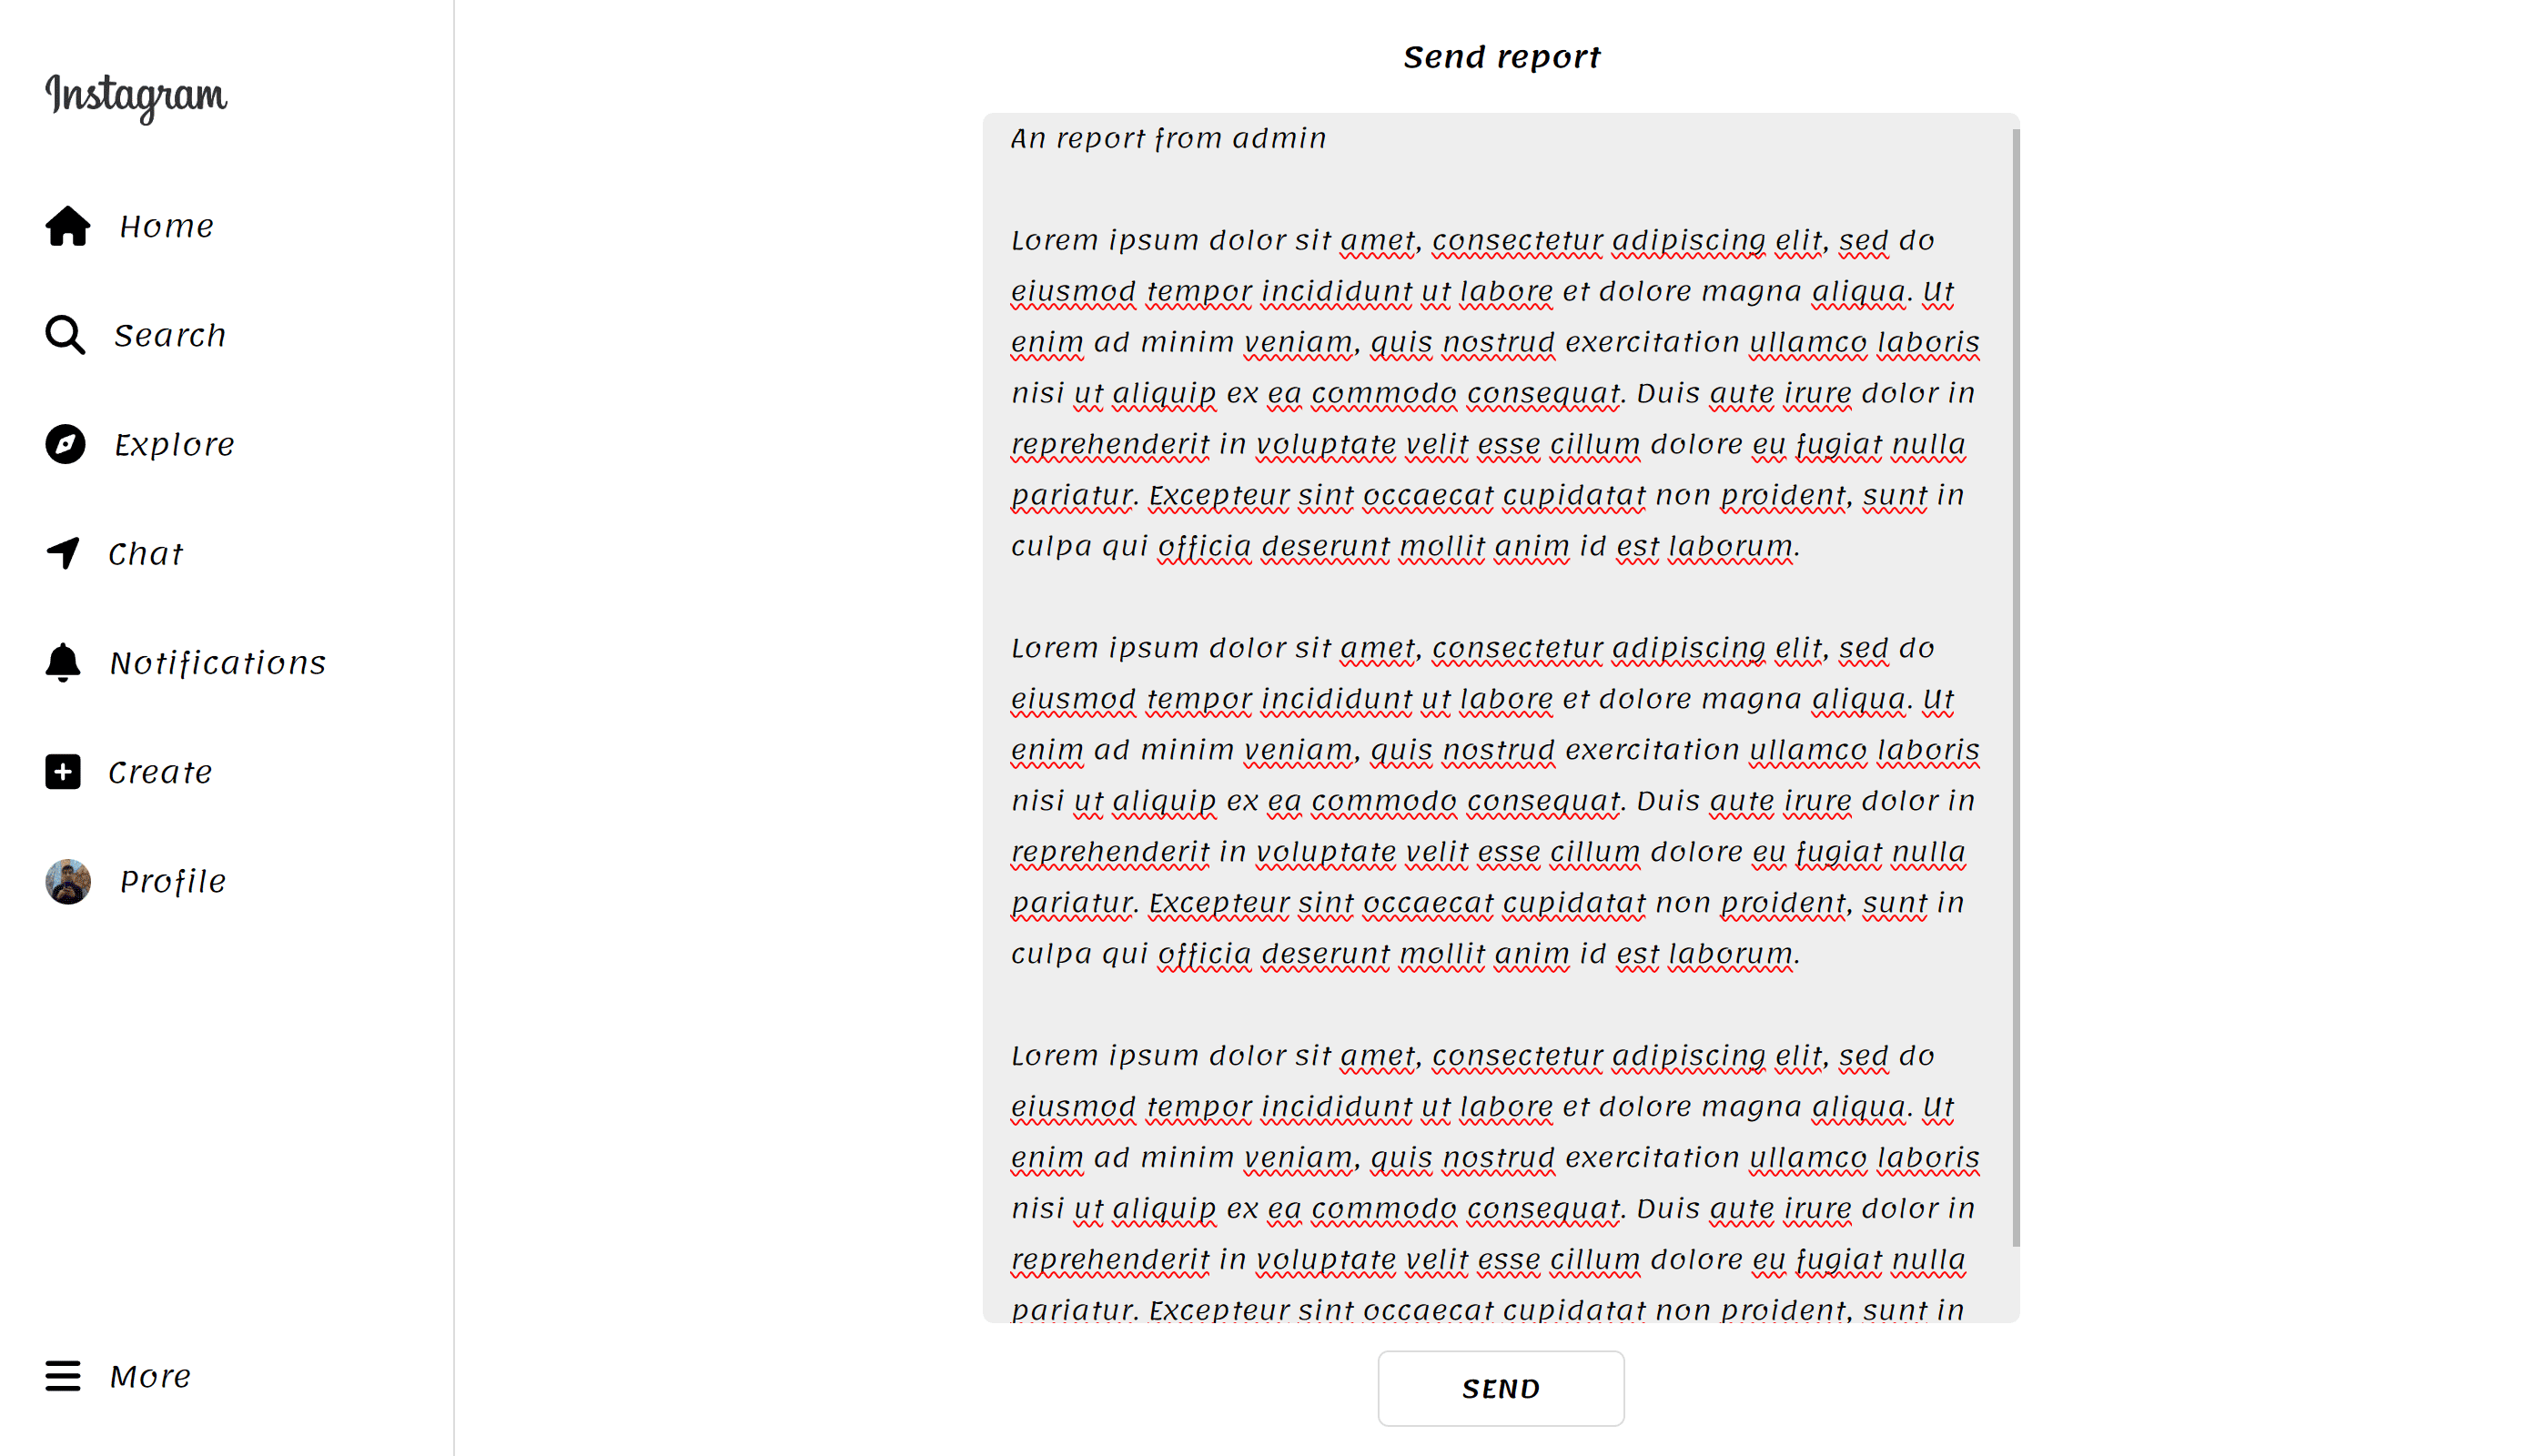 Instagram
Home
Search
Explore
Chat
Notifications
Create
Profile
More
Send report
An report from admin
Lorem ipsum dolor sit amet, consectetur adipiscing elit, sed do
eiusmod tempor incididunt ut labore et dolore magna aliqua. Ut
enim ad minim veniam, quis nostrud exercitation ullamco laboris
nisi ut aliquip ex ea commodo consequat. Duis aute irure dolor in
reprehenderit in voluptate velit esse cillum dolore eu fugiat nulla
pariatur. Excepteur sint occaecat cupidatat non proident, sunt in
culpa qui officia deserunt mollit anim id est laborum.
Lorem ipsum dolor sit amet, consectetur adipiscing elit, sed do
eiusmod tempor incididunt ut labore et dolore magna aliqua. Ut
enim ad minim veniam, quis nostrud exercitation ullamco laboris
nisi ut aliquip ex ea commodo consequat. Duis aute irure dolor in
reprehenderit in voluptate velit esse cillum dolore eu fugiat nulla
pariatur. Excepteur sint occaecat cupidatat non proident, sunt in
culpa qui officia deserunt mollit anim id est laborum.
Lorem ipsum dolor sit amet, consectetur adipiscing elit, sed do
eiusmod tempor incididunt ut labore et dolore magna aliqua. Ut
enim ad minim veniam, quis nostrud exercitation ullamco laboris
nisi ut aliquip ex ea commodo consequat. Duis aute irure dolor in
reprehenderit in voluptate velit esse cillum dolore eu fugiat nulla
pariatur. Excepteur sint occaecat cupidatat non proident, sunt in
SEND